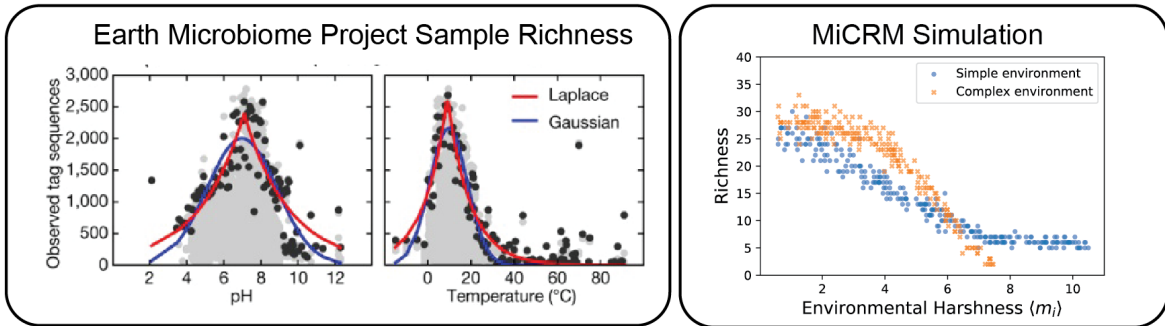 Earth Microbiome Project Sample Richness
Observed tag sequences
3,000
2,500
2,000
1,500
1,000
500
0
2 4 6 8 10 12
pH
Laplace
Gaussian
0 20 40 60 80
Temperature (°C)
MiCRM Simulation
Richness
40
35
30
25
20
15
10
5
0
Simple environment
Complex environment
2 4 6 8 10
Environmental Harshness ⟨mᵢ⟩